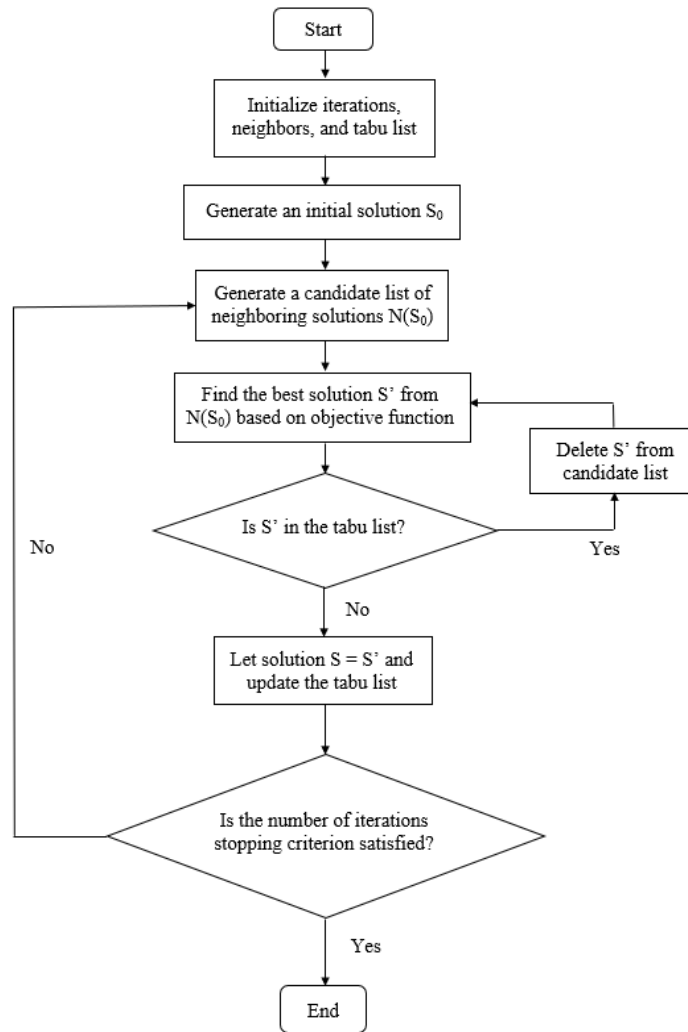 Start
Initialize iterations,
neighbors, and tabu list
Generate an initial solution S₀
Generate a candidate list of
neighboring solutions N(S₀)
Find the best solution S’ from
N(S₀) based on objective function
Delete S’ from
candidate list
Is S’ in the tabu list?
Yes
No
No
Let solution S = S’ and
update the tabu list
Is the number of iterations
stopping criterion satisfied?
Yes
End